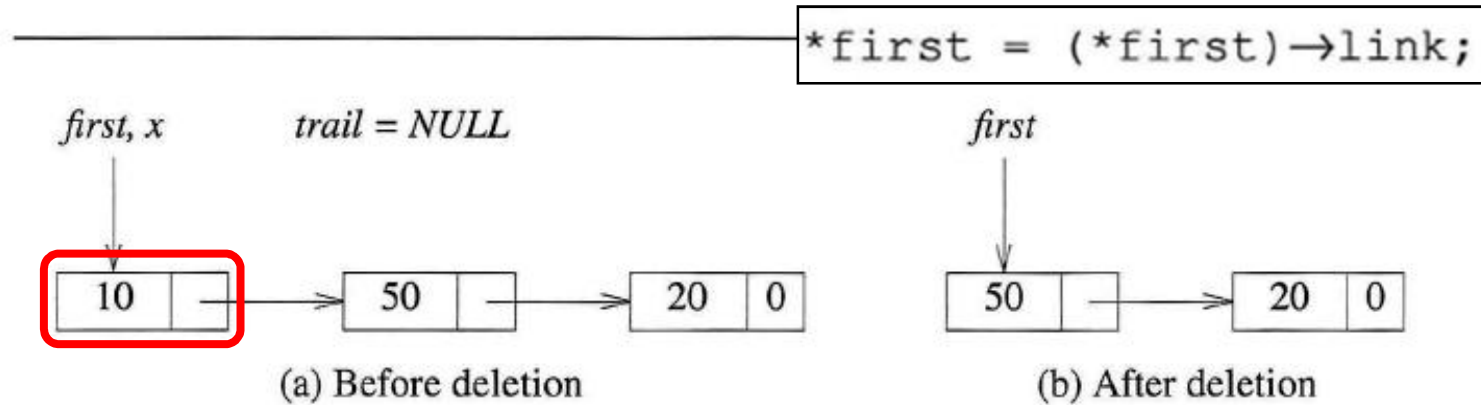 *first = (*first)→link;
first, x trail = NULL first
10 50 20 0 50 20 0
(a) Before deletion (b) After deletion